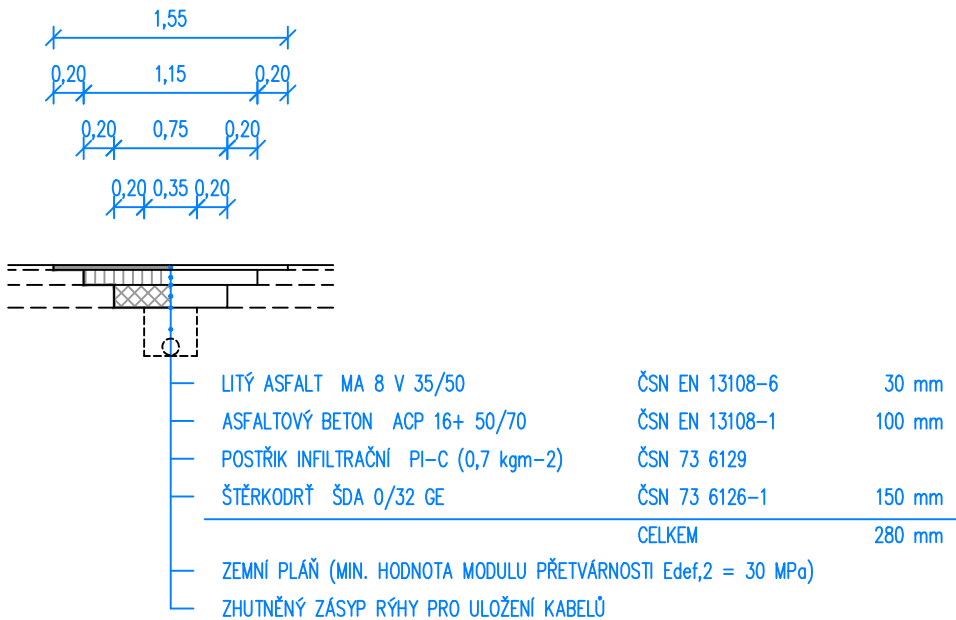 1,55
0,20 1,15 0,20
0,20 0,75 0,20
0,20 0,35 0,20
LITÝ ASFALT MA 8 V 35/50 ČSN EN 13108-6 30 mm
ASFALTOVÝ BETON ACP 16+ 50/70 ČSN EN 13108-1 100 mm
POSTŘIK INFILTRAČNÍ PI-C (0,7 kgm-2) ČSN 73 6129
ŠTĚRKODRŤ ŠDA 0/32 GE ČSN 73 6126-1 150 mm
CELKEM 280 mm
ZEMNÍ PLÁŇ (MIN. HODNOTA MODULU PŘETVÁRNOSTI Edef,2 = 30 MPa)
ZHUTNĚNÝ ZÁSYP RÝHY PRO ULOŽENÍ KABELŮ